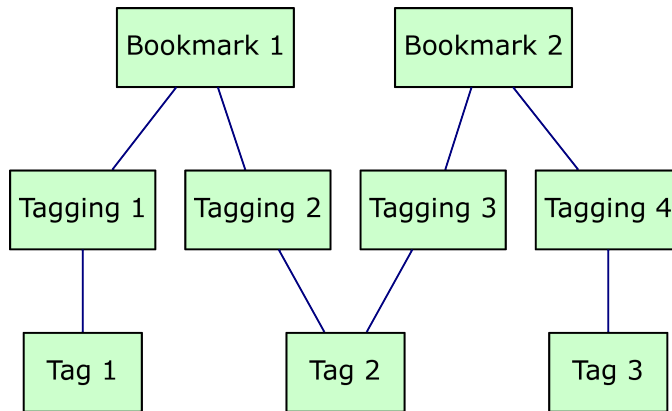 Bookmark 1
Bookmark 2
Tagging 1
Tagging 2
Tagging 3
Tagging 4
Tag 1
Tag 2
Tag 3